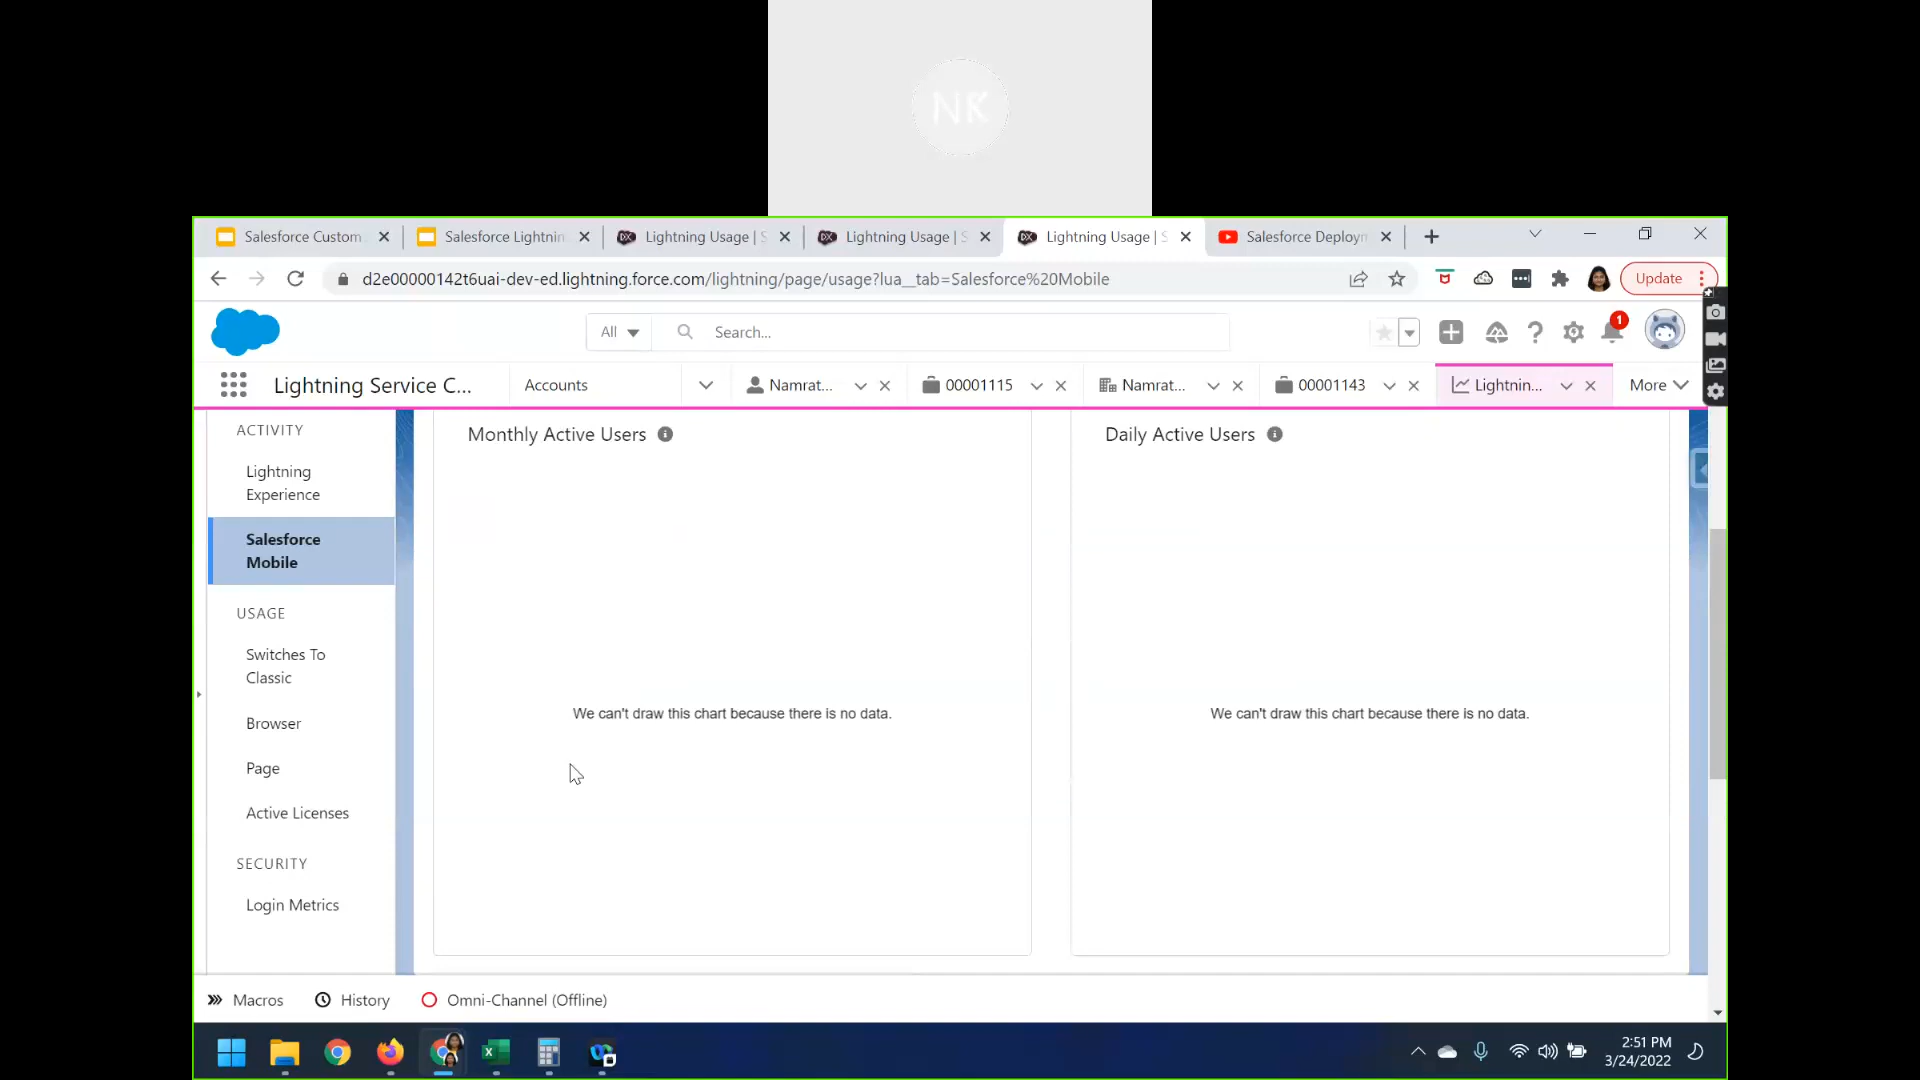 NK
Salesforce Custom
Salesforce Lightnin
Lightning Usage | S
Lightning Usage | S
Lightning Usage | S
Salesforce Deploym
d2e00000142t6uai-dev-ed.lightning.force.com/lightning/page/usage?lua__tab=Salesforce%20Mobile
Update
All
Search...
1
Lightning Service C...
Accounts
Namrat...
00001115
Namrat...
00001143
Lightnin...
More
ACTIVITY
Lightning
Experience
Salesforce
Mobile
USAGE
Switches To
Classic
Browser
Page
Active Licenses
SECURITY
Login Metrics
Monthly Active Users
We can't draw this chart because there is no data.
Daily Active Users
We can't draw this chart because there is no data.
Macros
History
Omni-Channel (Offline)
2:51 PM
3/24/2022